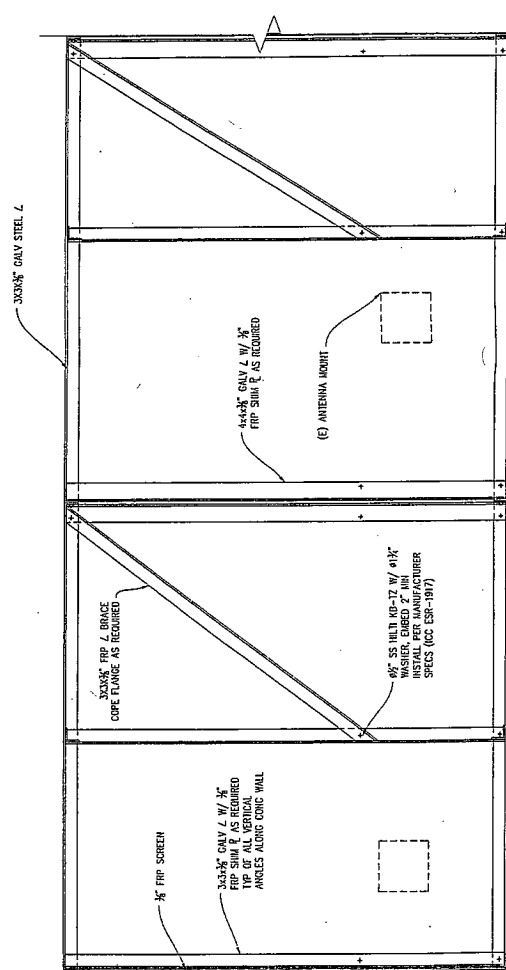 3X3X⅜" GALV STEEL L
4x4x⅜" GALV L W/ ⅜"
FRP SHIM PL AS REQUIRED
(E) ANTENNA MOUNT
3X3X⅜" FRP L BRACE
COPE FLANGE AS REQUIRED
ø½" SS HILTI KB-TZ W/ ø1¾"
WASHER, EMBED 2" MIN
INSTALL PER MANUFACTURER
SPECS (ICC ESR-1917)
⅜" FRP SCREEN
3x3x⅜" GALV L W/ ⅜"
FRP SHIM PL AS REQUIRED
TYP OF ALL VERTICAL
ANGLES ALONG CONC WALL